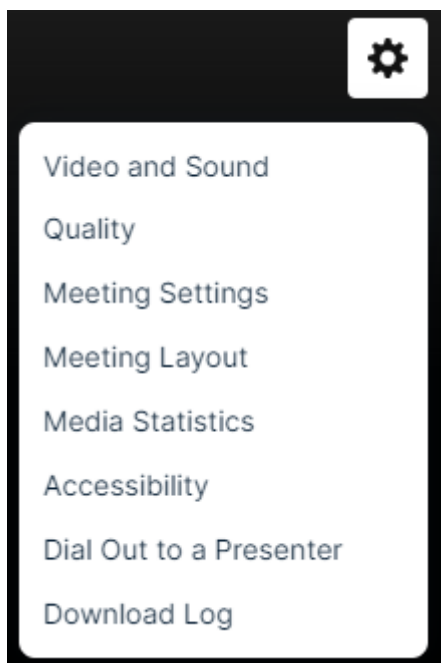 Video and Sound
Quality
Meeting Settings
Meeting Layout
Media Statistics
Accessibility
Dial Out to a Presenter
Download Log